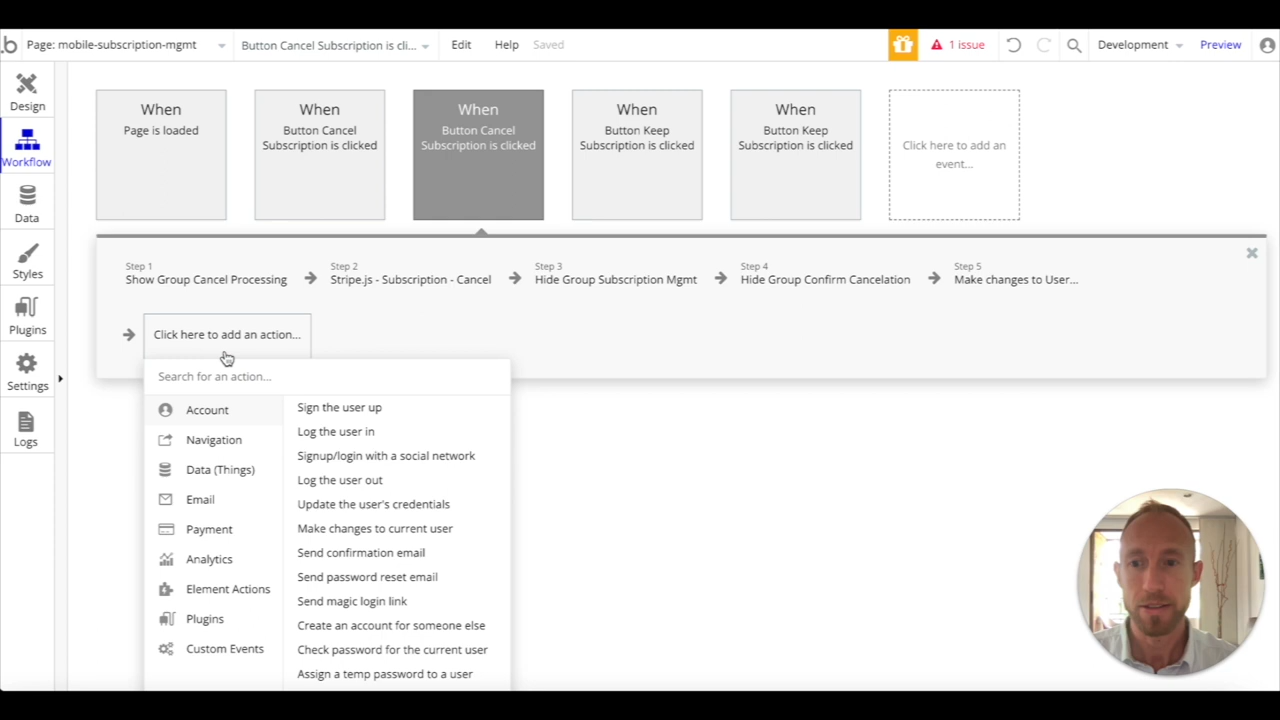 .b Page: mobile-subscription-mgmt Button Cancel Subscription is cli... Edit Help Saved 1 issue Development Preview
Design
Workflow
Data
Styles
Plugins
Settings
Logs
When
Page is loaded
When
Button Cancel
Subscription is clicked
When
Button Cancel
Subscription is clicked
When
Button Keep
Subscription is clicked
When
Button Keep
Subscription is clicked
Click here to add an
event...
Step 1
Show Group Cancel Processing
Step 2
Stripe.js - Subscription - Cancel
Step 3
Hide Group Subscription Mgmt
Step 4
Hide Group Confirm Cancelation
Step 5
Make changes to User...
Click here to add an action...
Search for an action...
Account
Navigation
Data (Things)
Email
Payment
Analytics
Element Actions
Plugins
Custom Events
Sign the user up
Log the user in
Signup/login with a social network
Log the user out
Update the user's credentials
Make changes to current user
Send confirmation email
Send password reset email
Send magic login link
Create an account for someone else
Check password for the current user
Assign a temp password to a user